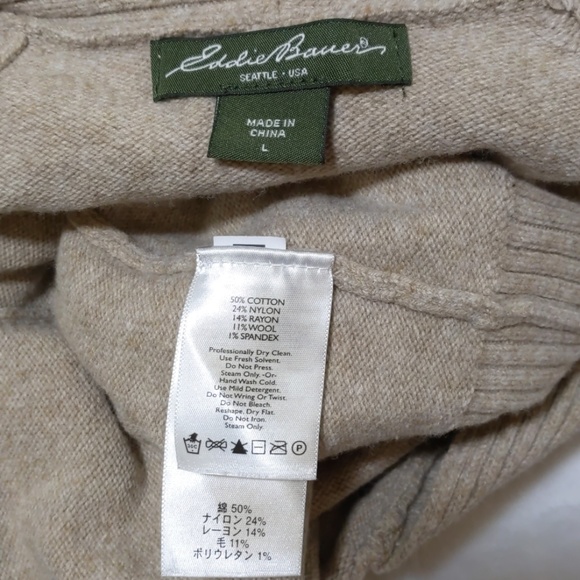 Eddie Bauer®
SEATTLE • USA
MADE IN
CHINA
L
50% COTTON
24% NYLON
14% RAYON
11% WOOL
1% SPANDEX
Professionally Dry Clean.
Use Fresh Solvent.
Do Not Press.
Steam Only. -Or-
Hand Wash Cold.
Use Mild Detergent.
Do Not Wring Or Twist.
Do Not Bleach.
Reshape, Dry Flat.
Do Not Iron.
Steam Only.
綿 50%
ナイロン 24%
レーヨン 14%
毛 11%
ポリウレタン 1%